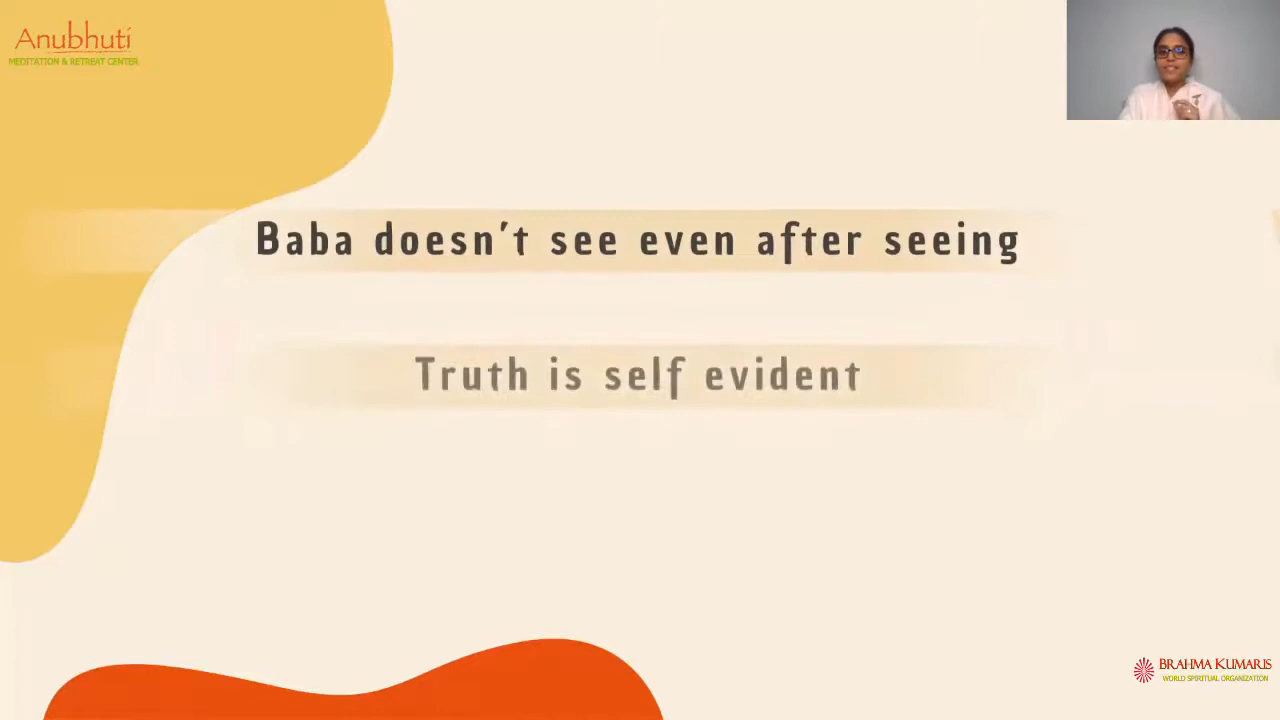 Anubhuti
MEDITATION & RETREAT CENTER
Baba doesn't see even after seeing
Truth is self evident
BRAHMA KUMARIS
WORLD SPIRITUAL ORGANIZATION